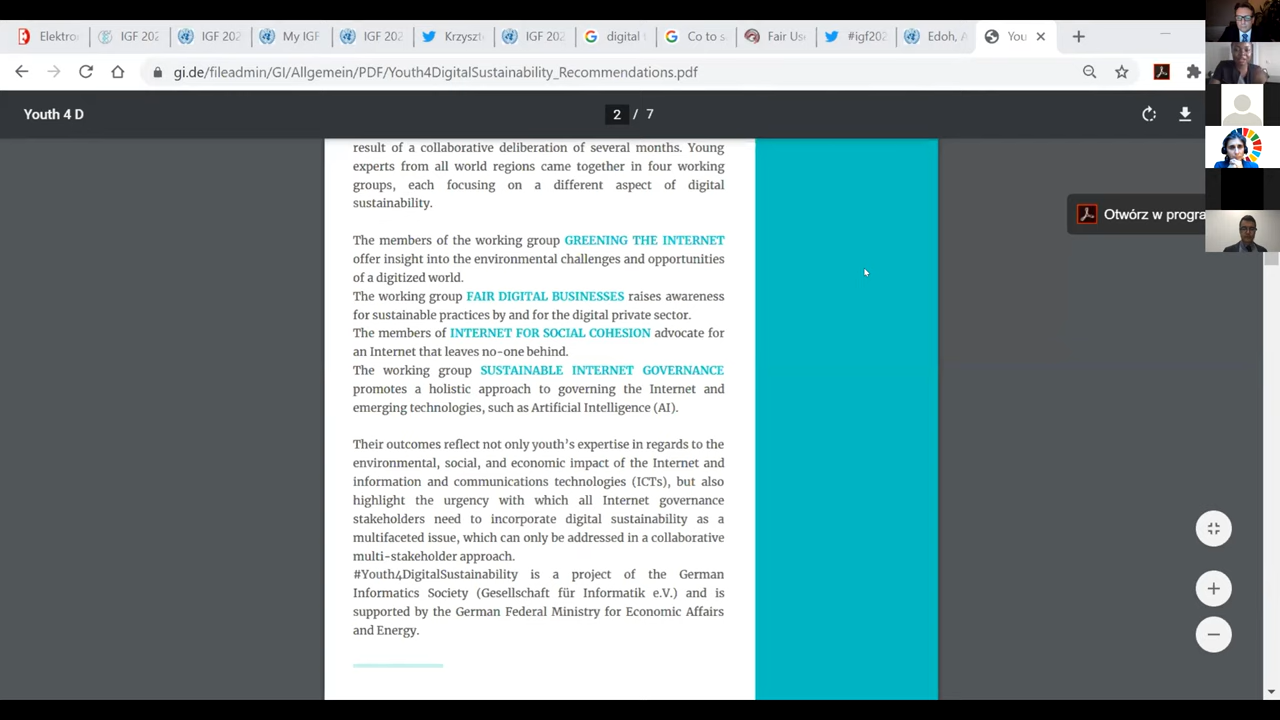 Elektro
IGF 202
IGF 202
My IGF
IGF 202
Krzyszt
IGF 202
digital
Co to s
Fair Us
#igf202
Edoh, A
You
gi.de/fileadmin/GI/Allgemein/PDF/Youth4DigitalSustainability_Recommendations.pdf
Youth 4 D
2 / 7
result of a collaborative deliberation of several months. Young
experts from all world regions came together in four working
groups, each focusing on a different aspect of digital
sustainability.
Otwórz w progra
The members of the working group GREENING THE INTERNET
offer insight into the environmental challenges and opportunities
of a digitized world.
The working group FAIR DIGITAL BUSINESSES raises awareness
for sustainable practices by and for the digital private sector.
The members of INTERNET FOR SOCIAL COHESION advocate for
an Internet that leaves no-one behind.
The working group SUSTAINABLE INTERNET GOVERNANCE
promotes a holistic approach to governing the Internet and
emerging technologies, such as Artificial Intelligence (AI).
Their outcomes reflect not only youth's expertise in regards to the
environmental, social, and economic impact of the Internet and
information and communications technologies (ICTs), but also
highlight the urgency with which all Internet governance
stakeholders need to incorporate digital sustainability as a
multifaceted issue, which can only be addressed in a collaborative
multi-stakeholder approach.
#Youth4DigitalSustainability is a project of the German
Informatics Society (Gesellschaft für Informatik e.V.) and is
supported by the German Federal Ministry for Economic Affairs
and Energy.